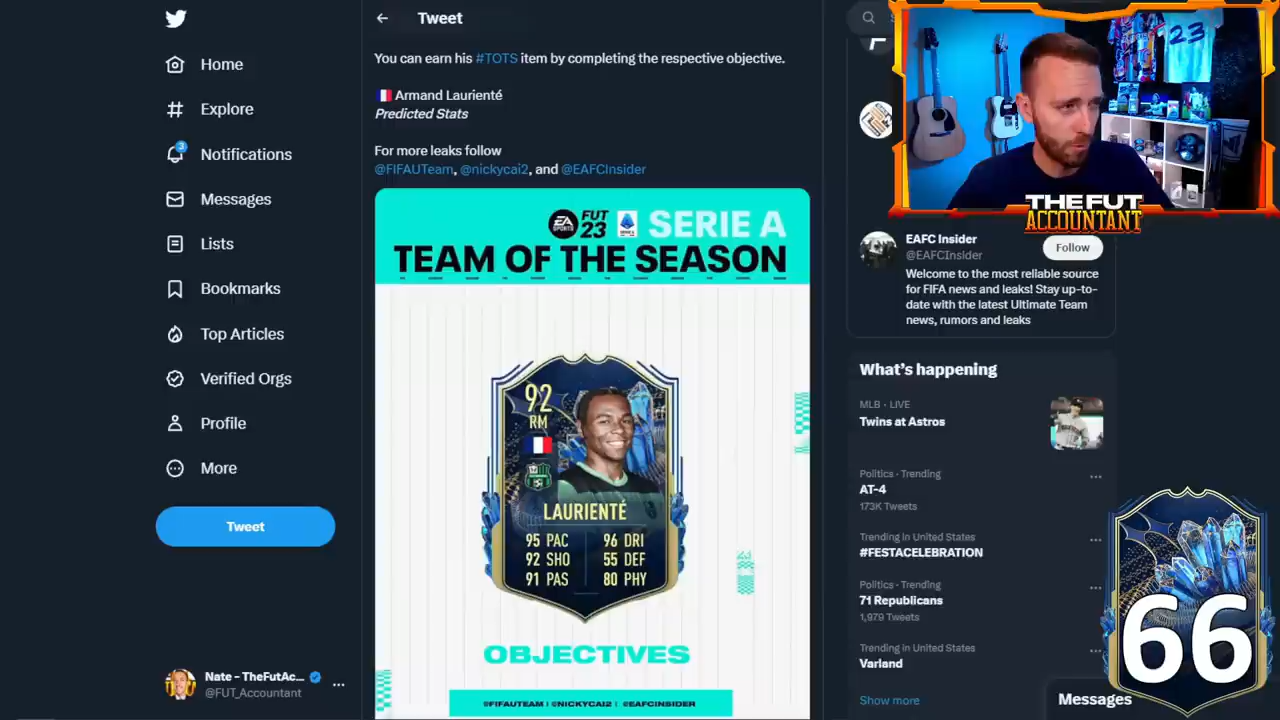 Tweet
Home
Explore
3
Notifications
Messages
Lists
Bookmarks
Top Articles
Verified Orgs
Profile
More
Tweet
Nate - TheFutAc...
@FUT_Accountant
You can earn his #TOTS item by completing the respective objective.
Armand Laurienté
Predicted Stats
For more leaks follow
@FIFAUTeam, @nickycai2, and @EAFCInsider
EA SPORTS FUT 23 SERIE A SERIE A
TEAM OF THE SEASON
92
RM
LAURIENTÉ
95 PAC 96 DRI
92 SHO 55 DEF
91 PAS 80 PHY
OBJECTIVES
@FIFAUTEAM | @NICKYCAI2 | @EAFCINSIDER
23
THE FUT
ACCOUNTANT
EAFC Insider
@EAFCInsider
Follow
Welcome to the most reliable source
for FIFA news and leaks! Stay up-to-
date with the latest Ultimate Team
news, rumors and leaks
What's happening
MLB · LIVE
Twins at Astros
Politics · Trending
AT-4
173K Tweets
Trending in United States
#FESTACELEBRATION
Politics · Trending
71 Republicans
1,979 Tweets
Trending in United States
Varland
Show more
Messages
66